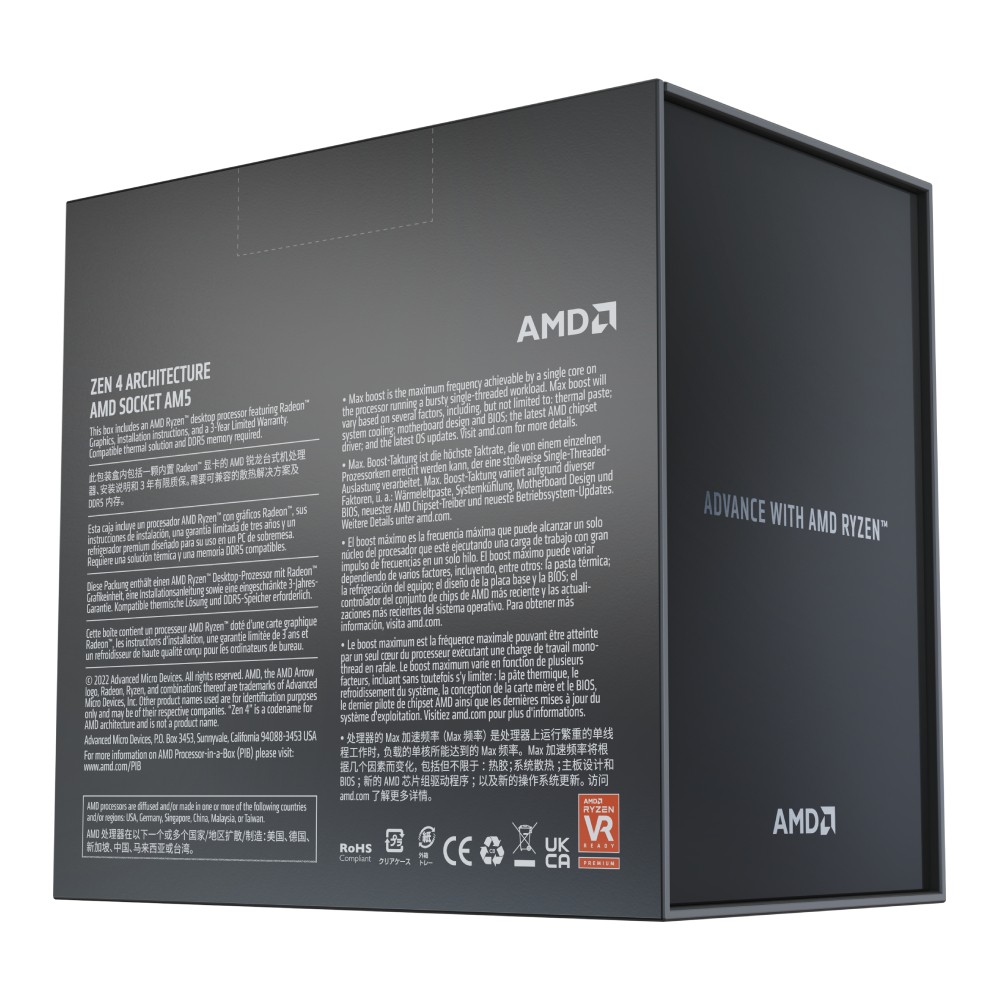 AMD
ZEN 4 ARCHITECTURE
AMD SOCKET AM5
This box includes an AMD Ryzen™ desktop processor featuring Radeon™
Graphics, installation instructions, and a 3-Year Limited Warranty.
Compatible thermal solution and DDR5 memory required.
此包装盒内包括一颗内置 Radeon™ 显卡的 AMD 锐龙台式机处理
器、安装说明和 3 年有限质保。需要可兼容的散热解决方案及
DDR5 内存。
Esta caja incluye un procesador AMD Ryzen™ con gráficos Radeon™, sus
instrucciones de instalación, una garantía limitada de tres años y un
refrigerador premium diseñado para su uso en un PC de sobremesa.
Requiere una solución térmica y una memoria DDR5 compatibles.
Diese Packung enthält einen AMD Ryzen™ Desktop-Prozessor mit Radeon™
Grafikeinheit, eine Installationsanleitung sowie eine eingeschränkte 3-Jahres-
Garantie. Kompatible thermische Lösung und DDR5-Speicher erforderlich.
Cette boîte contient un processeur AMD Ryzen™ doté d'une carte graphique
Radeon™, les instructions d'installation, une garantie limitée de 3 ans et
un refroidisseur de haute qualité conçu pour les ordinateurs de bureau.
© 2022 Advanced Micro Devices, Inc. All rights reserved. AMD, the AMD Arrow
logo, Radeon, Ryzen, and combinations thereof are trademarks of Advanced
Micro Devices, Inc. Other product names used are for identification purposes
only and may be of their respective companies. "Zen 4" is a codename for
AMD architecture and is not a product name.
Advanced Micro Devices, P.O. Box 3453, Sunnyvale, California 94088-3453 USA
For more information on AMD Processor-in-a-Box (PIB) please visit:
www.amd.com/PIB
AMD processors are diffused and/or made in one or more of the following countries
and/or regions: USA, Germany, Singapore, China, Malaysia, or Taiwan.
AMD 处理器在以下一个或多个国家/地区扩散/制造：美国、德国、
新加坡、中国、马来西亚或台湾。
• Max boost is the maximum frequency achievable by a single core on
the processor running a bursty single-threaded workload. Max boost will
vary based on several factors, including, but not limited to: thermal paste;
system cooling; motherboard design and BIOS; the latest AMD chipset
driver; and the latest OS updates. Visit amd.com for more details.
• Max. Boost-Taktung ist die höchste Taktrate, die von einem einzelnen
Prozessorkern erreicht werden kann, der eine stoßweise Single-Threaded-
Auslastung verarbeitet. Max. Boost-Taktung variiert aufgrund diverser
Faktoren, u. a.: Wärmeleitpaste, Systemkühlung, Motherboard Design und
BIOS, neuester AMD Chipset-Treiber und neueste Betriebssystem-Updates.
Weitere Details unter amd.com.
• El boost máximo es la frecuencia máxima que puede alcanzar un solo
núcleo del procesador que esté ejecutando una carga de trabajo con gran
impulso de frecuencias en un solo hilo. El boost máximo puede variar
dependiendo de varios factores, incluyendo, entre otros: la pasta térmica;
la refrigeración del equipo; el diseño de la placa base y la BIOS; el
controlador del conjunto de chips de AMD más reciente y las actuali-
zaciones más recientes del sistema operativo. Para obtener más
información, visita amd.com.
• Le boost maximum est la fréquence maximale pouvant être atteinte
par un seul cœur du processeur exécutant une charge de travail mono-
thread en rafale. Le boost maximum varie en fonction de plusieurs
facteurs, incluant sans toutefois s'y limiter : la pâte thermique, le
refroidissement du système, la conception de la carte mère et le BIOS,
le dernier pilote de chipset AMD ainsi que les dernières mises à jour du
système d'exploitation. Visitiez amd.com pour plus d'informations.
• 处理器的 Max 加速频率（Max 频率）是处理器上运行繁重的单线
程工作时，负载的单核所能达到的 Max 频率。Max 加速频率将根
据几个因素而变化，包括但不限于：热胶；系统散热；主板设计和
BIOS；新的 AMD 芯片组驱动程序；以及新的操作系统更新。访问
amd.com 了解更多详情。
RoHS
Compliant
プラ
クリアケース
紙
外箱
トレー
CE
UK
CA
AMD
RYZEN
VR
READY
PREMIUM
ADVANCE WITH AMD RYZEN™
AMD